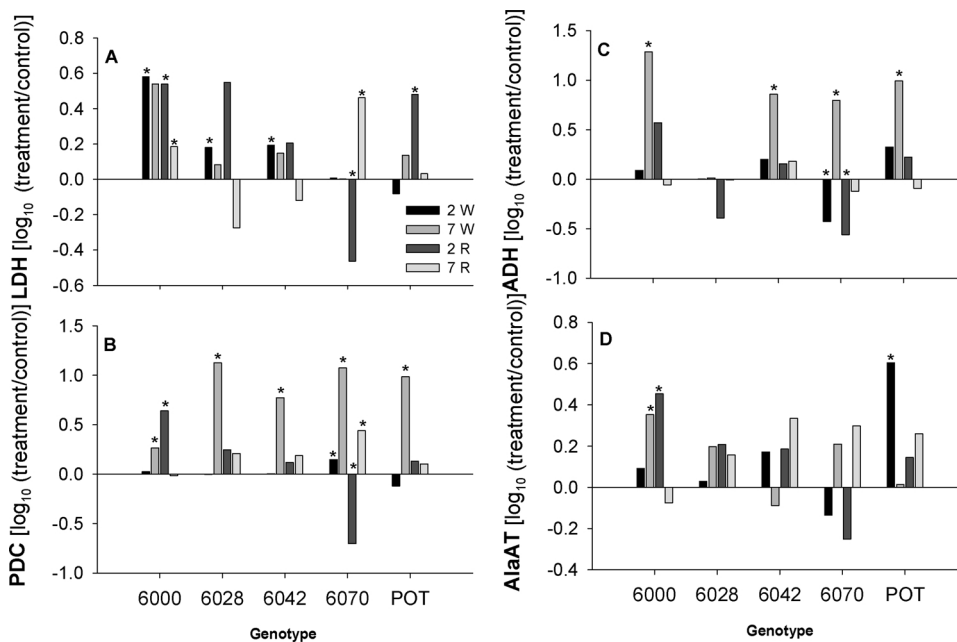 A
LDH [log10 (treatment/control)]
0.8
0.6
0.4
0.2
0.0
-0.2
-0.4
-0.6
* * * * * * * *
2 W
7 W
2 R
7 R
B
PDC [log10 (treatment/control)]
1.5
1.0
0.5
0.0
-0.5
-1.0
* * * * * * * * *
6000 6028 6042 6070 POT
Genotype
C
ADH [log10 (treatment/control)]
1.5
1.0
0.5
0.0
-0.5
-1.0
* * * * * *
D
AlaAT [log10 (treatment/control)]
0.8
0.6
0.4
0.2
0.0
-0.2
-0.4
* * *
6000 6028 6042 6070 POT
Genotype